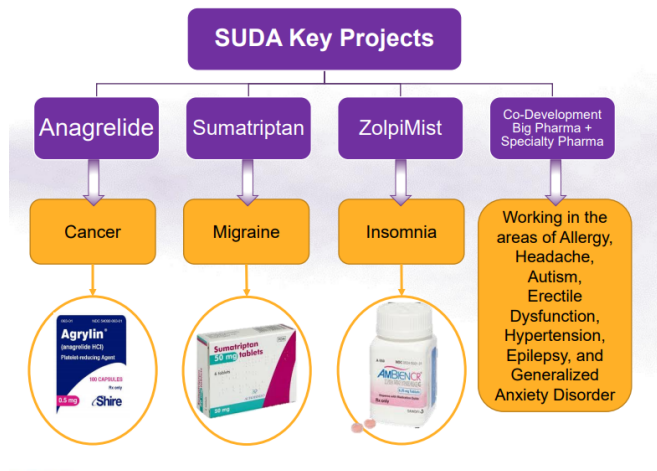 SUDA Key Projects
Anagrelide
Sumatriptan
ZolpiMist
Co-Development
Big Pharma +
Specialty Pharma
Cancer
Migraine
Insomnia
Working in the
areas of Allergy,
Headache,
Autism,
Erectile
Dysfunction,
Hypertension,
Epilepsy, and
Generalized
Anxiety Disorder
Agrylin
(anagrelide HCl)
Platelet-reducing Agent
100 CAPSULES
Rx only
0.5 mg
Shire
Sumatriptan
50 mg tablets
6 tablets
50 mg
AMBIEN CR
Rx only